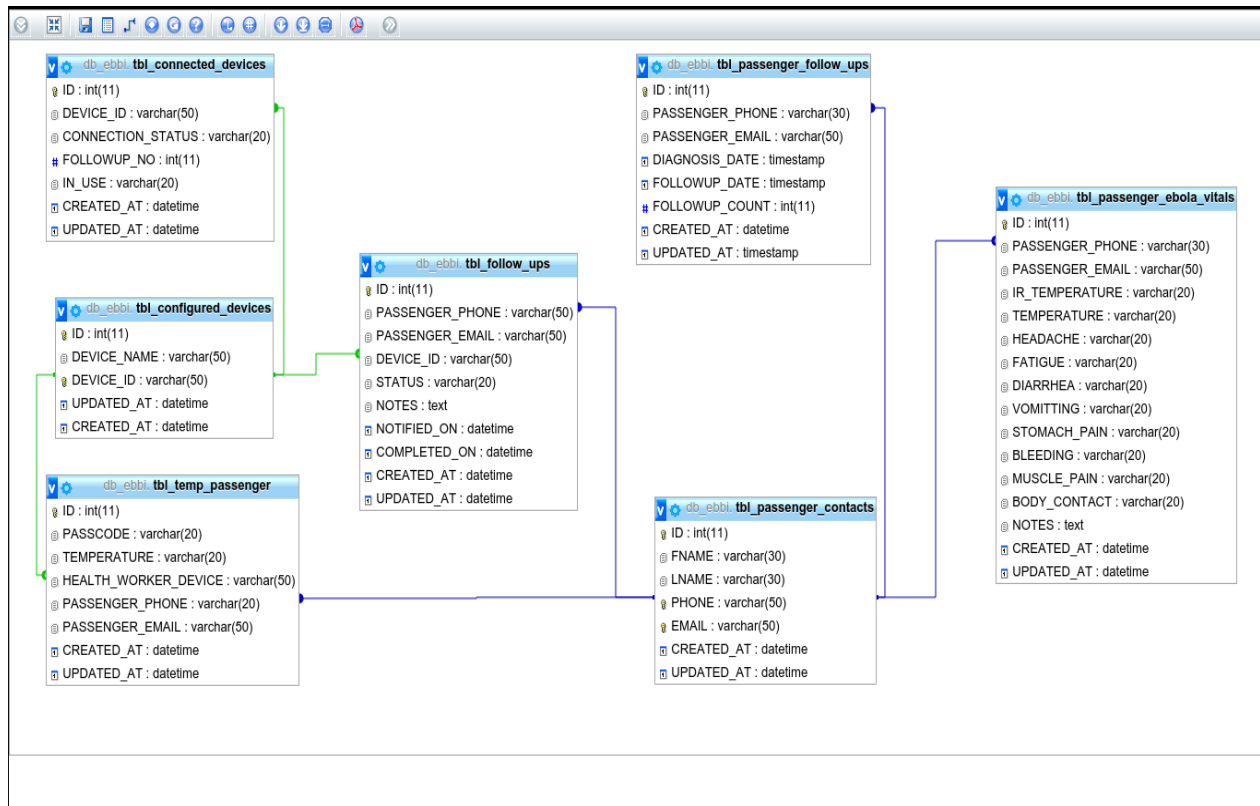 db_ebbi. tbl_connected_devices
ID : int(11)
DEVICE_ID : varchar(50)
CONNECTION_STATUS : varchar(20)
FOLLOWUP_NO : int(11)
IN_USE : varchar(20)
CREATED_AT : datetime
UPDATED_AT : datetime
db_ebbi. tbl_configured_devices
ID : int(11)
DEVICE_NAME : varchar(50)
DEVICE_ID : varchar(50)
UPDATED_AT : datetime
CREATED_AT : datetime
db_ebbi. tbl_temp_passenger
ID : int(11)
PASSCODE : varchar(20)
TEMPERATURE : varchar(20)
HEALTH_WORKER_DEVICE : varchar(50)
PASSENGER_PHONE : varchar(20)
PASSENGER_EMAIL : varchar(50)
CREATED_AT : datetime
UPDATED_AT : datetime
db_ebbi. tbl_follow_ups
ID : int(11)
PASSENGER_PHONE : varchar(50)
PASSENGER_EMAIL : varchar(50)
DEVICE_ID : varchar(50)
STATUS : varchar(20)
NOTES : text
NOTIFIED_ON : datetime
COMPLETED_ON : datetime
CREATED_AT : datetime
UPDATED_AT : datetime
db_ebbi. tbl_passenger_follow_ups
ID : int(11)
PASSENGER_PHONE : varchar(30)
PASSENGER_EMAIL : varchar(50)
DIAGNOSIS_DATE : timestamp
FOLLOWUP_DATE : timestamp
FOLLOWUP_COUNT : int(11)
CREATED_AT : datetime
UPDATED_AT : timestamp
db_ebbi. tbl_passenger_contacts
ID : int(11)
FNAME : varchar(30)
LNAME : varchar(30)
PHONE : varchar(50)
EMAIL : varchar(50)
CREATED_AT : datetime
UPDATED_AT : datetime
db_ebbi. tbl_passenger_ebola_vitals
ID : int(11)
PASSENGER_PHONE : varchar(30)
PASSENGER_EMAIL : varchar(50)
IR_TEMPERATURE : varchar(20)
TEMPERATURE : varchar(20)
HEADACHE : varchar(20)
FATIGUE : varchar(20)
DIARRHEA : varchar(20)
VOMITTING : varchar(20)
STOMACH_PAIN : varchar(20)
BLEEDING : varchar(20)
MUSCLE_PAIN : varchar(20)
BODY_CONTACT : varchar(20)
NOTES : text
CREATED_AT : datetime
UPDATED_AT : datetime